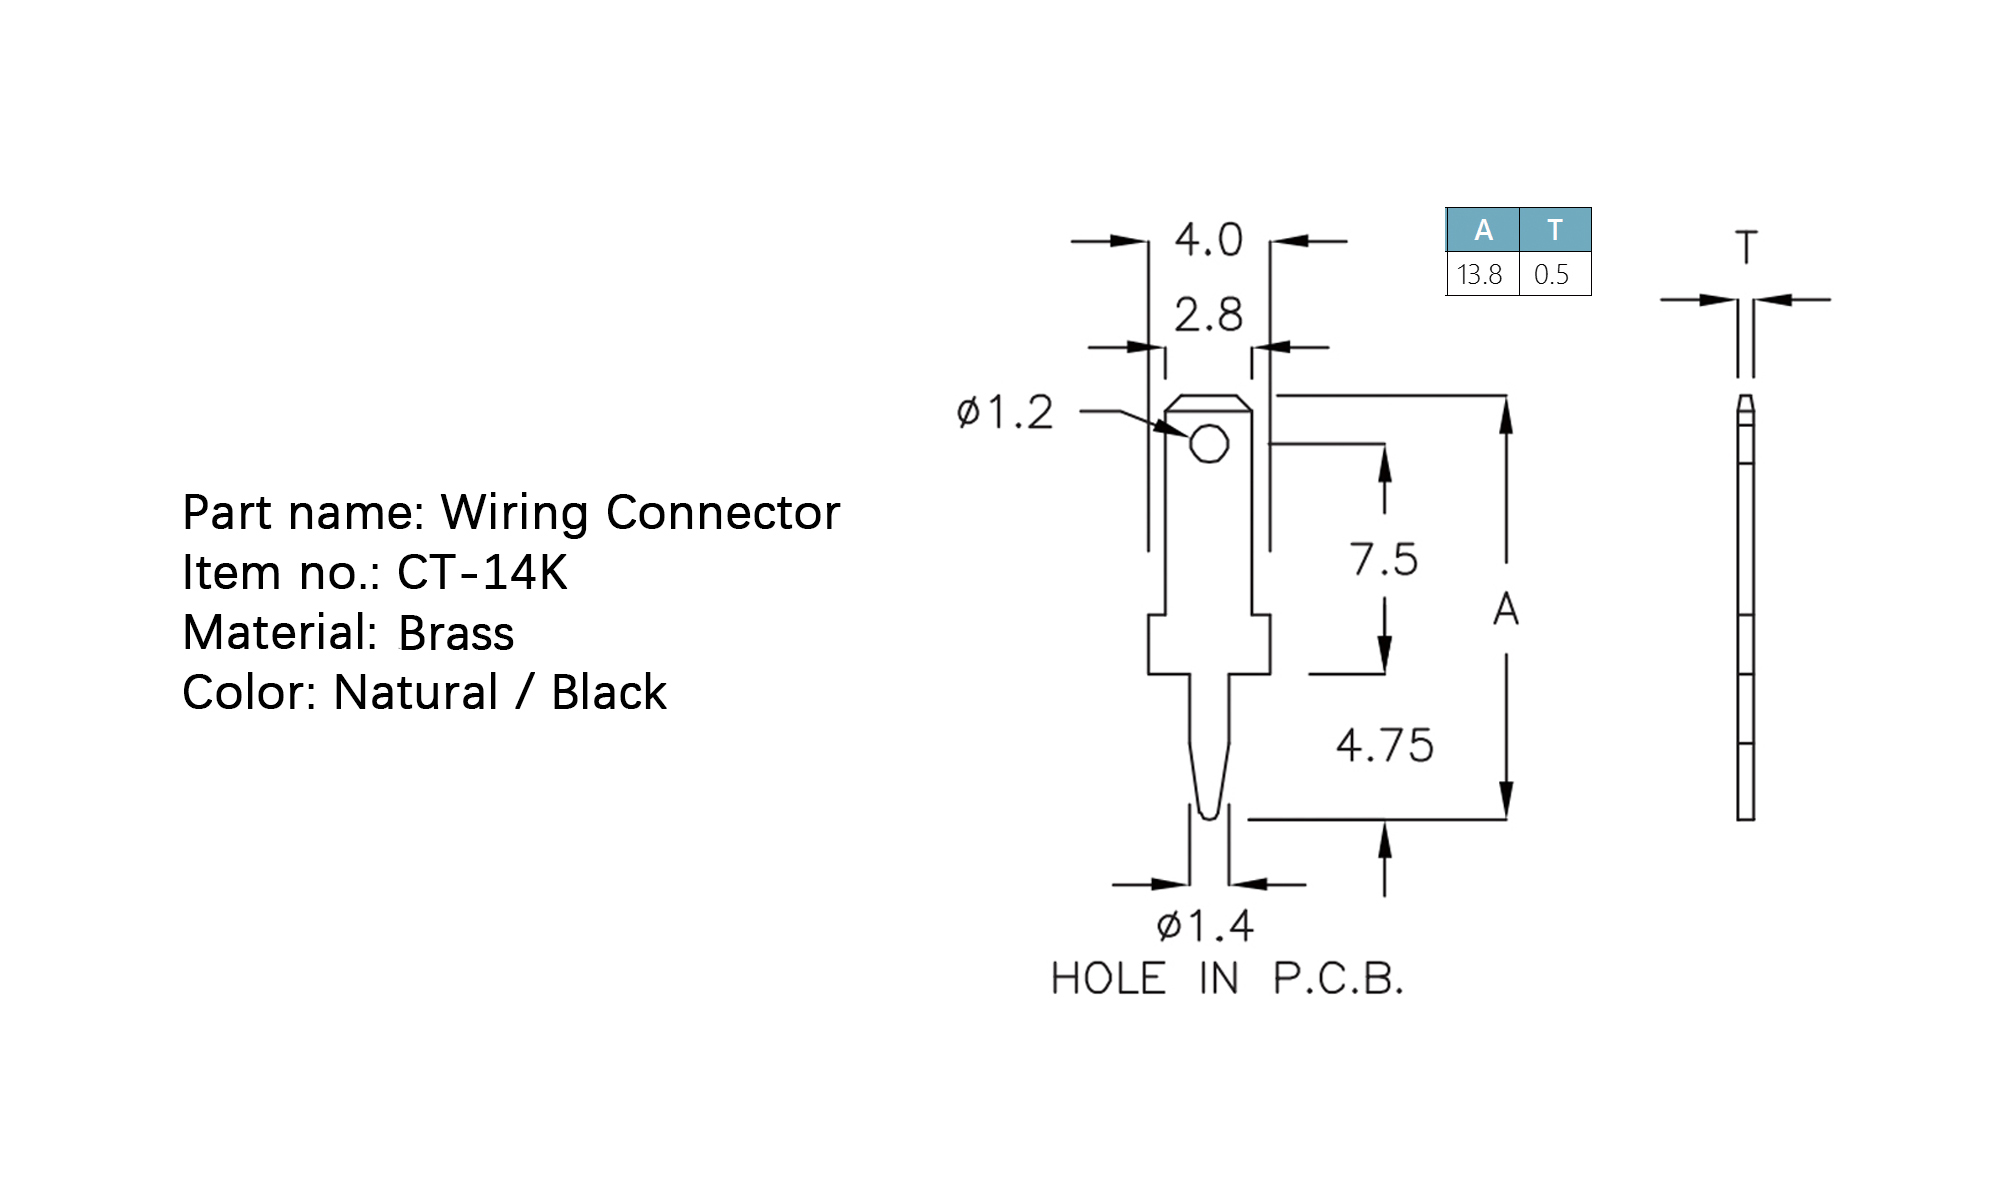 4.0
A T
T
13.8 0.5
2.8
ø1.2
Part name: Wiring Connector
7.5
Item no.: CT-14K
A
Material: Brass
Color: Natural / Black
4.75
ø1.4
HOLE IN P.C.B.